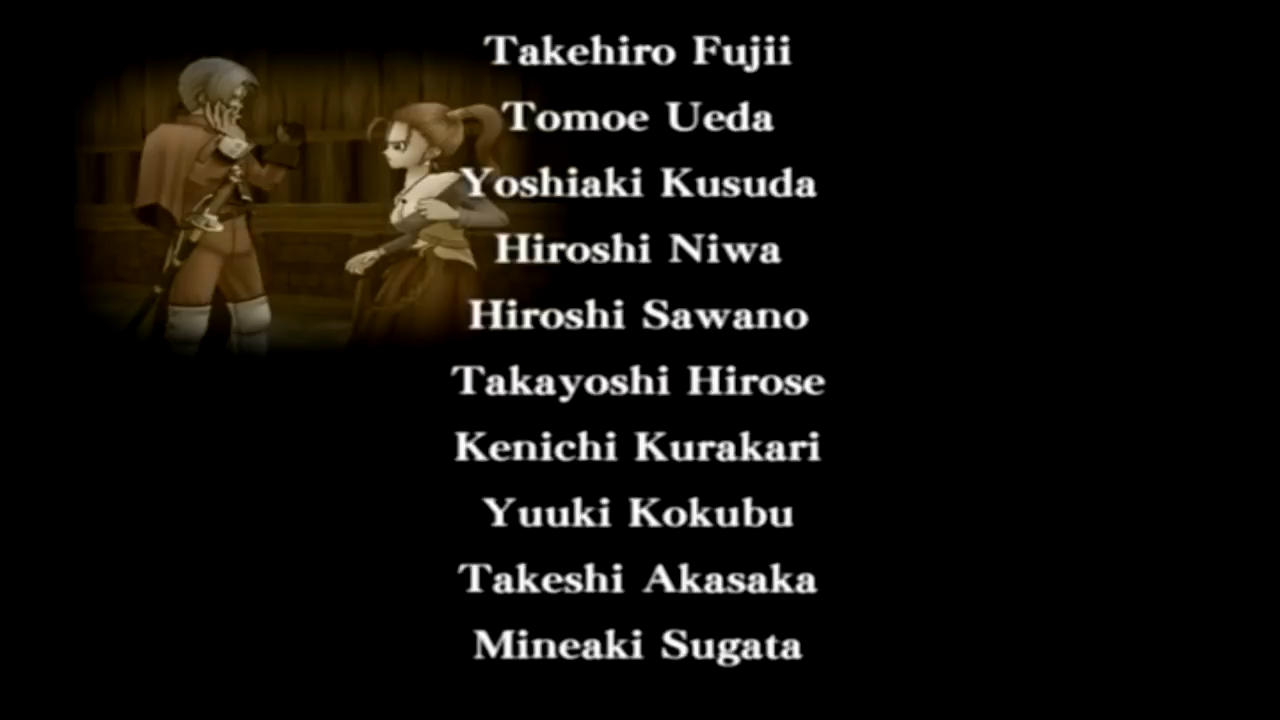 Takehiro Fujii
Tomoe Ueda
Yoshiaki Kusuda
Hiroshi Niwa
Hiroshi Sawano
Takayoshi Hirose
Kenichi Kurakari
Yuuki Kokubu
Takeshi Akasaka
Mineaki Sugata